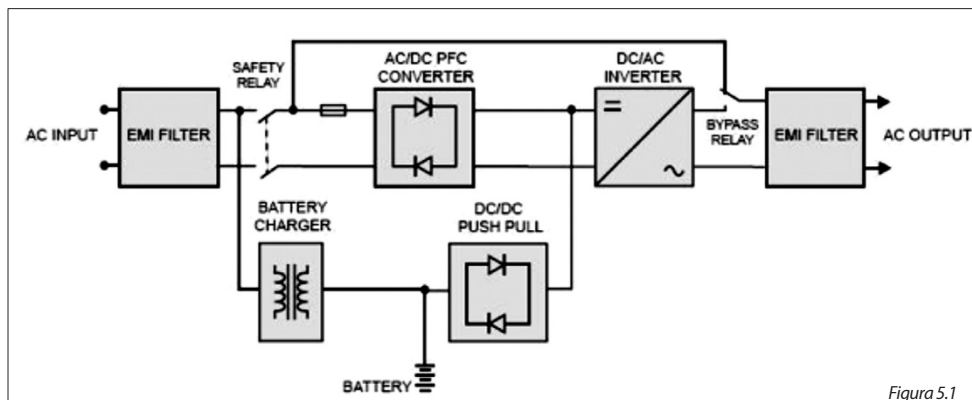 AC/DC PFC
CONVERTER
DC/AC
INVERTER
SAFETY
RELAY
AC INPUT
EMI FILTER
BYPASS
RELAY
EMI FILTER
AC OUTPUT
BATTERY
CHARGER
DC/DC
PUSH PULL
BATTERY
Figura 5.1